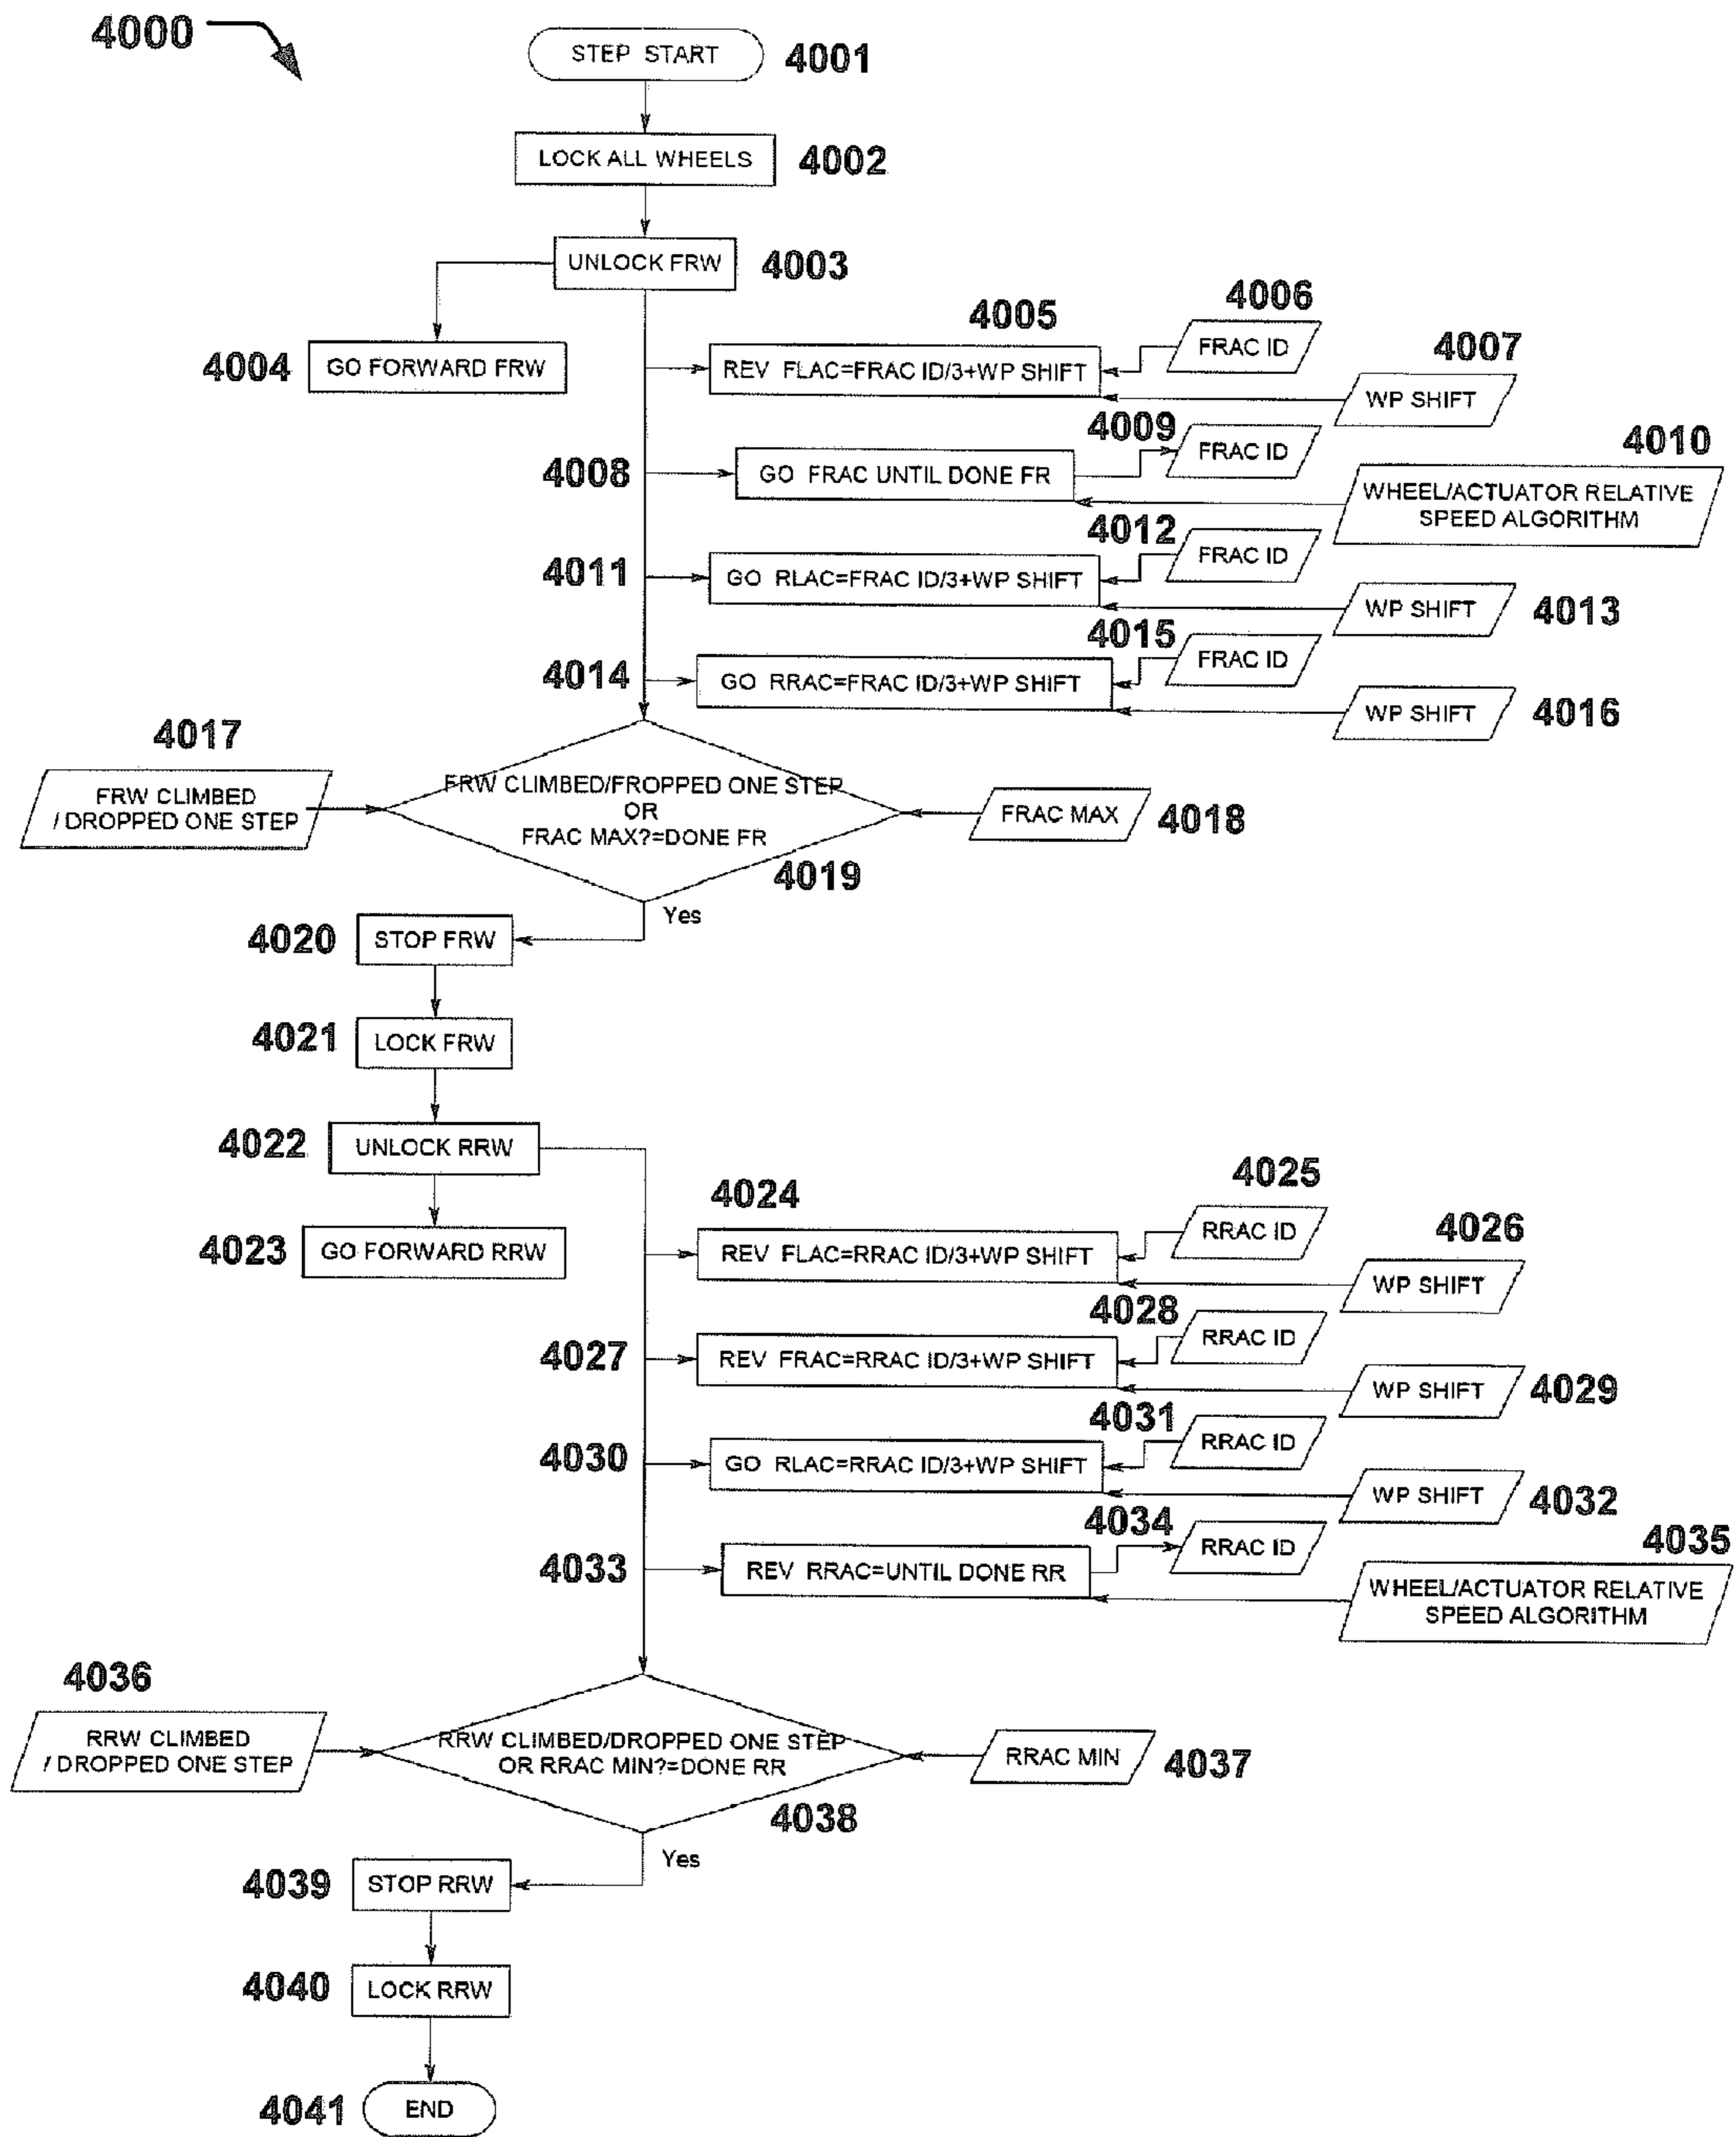 4000
STEP START
4001
LOCK ALL WHEELS
4002
UNLOCK FRW
4003
4004
GO FORWARD FRW
4005
REV FLAC=FRAC ID/3+WP SHIFT
4006
FRAC ID
4007
WP SHIFT
4008
GO FRAC UNTIL DONE FR
4009
FRAC ID
4010
WHEEL/ACTUATOR RELATIVE
SPEED ALGORITHM
4011
GO RLAC=FRAC ID/3+WP SHIFT
4012
FRAC ID
WP SHIFT
4013
4014
GO RRAC=FRAC ID/3+WP SHIFT
4015
FRAC ID
WP SHIFT
4016
4017
FRW CLIMBED
/ DROPPED ONE STEP
FRW CLIMBED/FROPPED ONE STEP
OR
FRAC MAX?=DONE FR
4019
FRAC MAX
4018
Yes
4020
STOP FRW
4021
LOCK FRW
4022
UNLOCK RRW
4023
GO FORWARD RRW
4024
REV FLAC=RRAC ID/3+WP SHIFT
4025
RRAC ID
4026
WP SHIFT
4027
REV FRAC=RRAC ID/3+WP SHIFT
4028
RRAC ID
WP SHIFT
4029
4030
GO RLAC=RRAC ID/3+WP SHIFT
4031
RRAC ID
WP SHIFT
4032
4033
REV RRAC=UNTIL DONE RR
4034
RRAC ID
4035
WHEEL/ACTUATOR RELATIVE
SPEED ALGORITHM
4036
RRW CLIMBED
/ DROPPED ONE STEP
RRW CLIMBED/DROPPED ONE STEP
OR RRAC MIN?=DONE RR
4038
RRAC MIN
4037
Yes
4039
STOP RRW
4040
LOCK RRW
4041
END